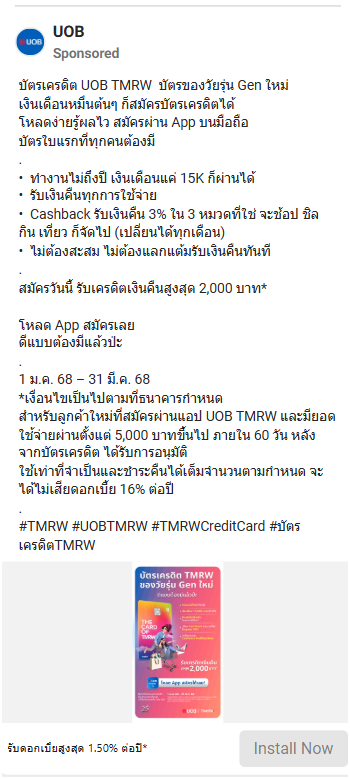 UOB
UOB
Sponsored
บัตรเครดิต UOB TMRW บัตรของวัยรุ่น Gen ใหม่
เงินเดือนหมื่นต้นๆ ก็สมัครบัตรเครดิตได้
โหลดง่ายรู้ผลไว สมัครผ่าน App บนมือถือ
บัตรใบแรกที่ทุกคนต้องมี
.
• ทำงานไม่ถึงปี เงินเดือนแค่ 15K ก็ผ่านได้
• รับเงินคืนทุกการใช้จ่าย
• Cashback รับเงินคืน 3% ใน 3 หมวดที่ใช่ จะช้อป ชิล
กิน เที่ยว ก็จัดไป (เปลี่ยนได้ทุกเดือน)
• ไม่ต้องสะสม ไม่ต้องแลกแต้มรับเงินคืนทันที
.
สมัครวันนี้ รับเครดิตเงินคืนสูงสุด 2,000 บาท*
โหลด App สมัครเลย
ดีแบบต้องมีแล้วป่ะ
.
1 ม.ค. 68 – 31 มี.ค. 68
*เงื่อนไขเป็นไปตามที่ธนาคารกำหนด
สำหรับลูกค้าใหม่ที่สมัครผ่านแอป UOB TMRW และมียอด
ใช้จ่ายผ่านตั้งแต่ 5,000 บาทขึ้นไป ภายใน 60 วัน หลัง
จากบัตรเครดิต ได้รับการอนุมัติ
ใช้เท่าที่จำเป็นและชำระคืนได้เต็มจำนวนตามกำหนด จะ
ได้ไม่เสียดอกเบี้ย 16% ต่อปี
.
#TMRW #UOBTMRW #TMRWCreditCard #บัตร
เครดิตTMRW
บัตรเครดิต TMRW
ของวัยรุ่น Gen ใหม่
THE
CARD
OF
TMRW
รับเครดิตเงินคืน
2,000 บาท*
โหลด App สมัครได้เลย!
UOB | TMRW
รับดอกเบี้ยสูงสุด 1.50% ต่อปี*
Install Now